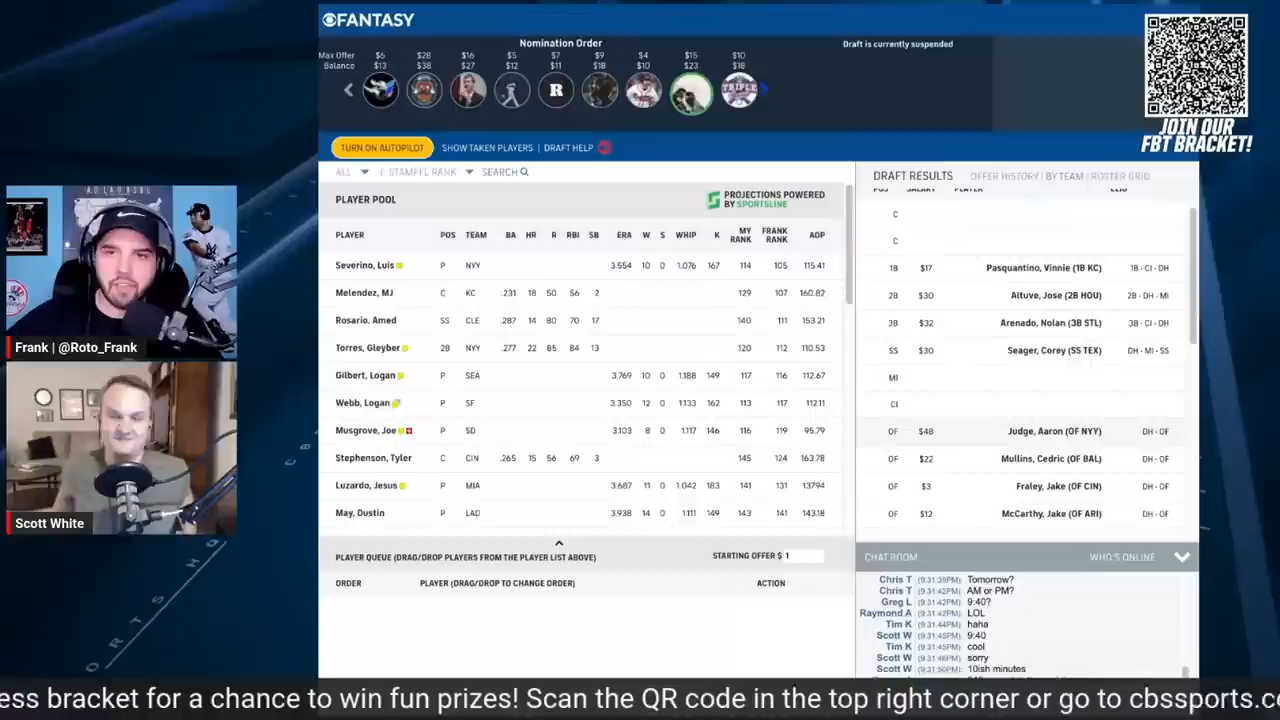 FANTASY
Nomination Order
Draft is currently suspended
Max Offer $6 $28 $16 $5 $7 $9 $4 $15 $10
Balance $13 $38 $27 $12 $11 $18 $10 $23 $18
R
TRIPLE
JOIN OUR
FBT BRACKET!
TURN ON AUTOPILOT SHOW TAKEN PLAYERS | DRAFT HELP
ALL E STAMPFL RANK SEARCH
DRAFT RESULTS OFFER HISTORY | BY TEAM | ROSTER GRID
POS SALARY PLAYER ELIG
PLAYER POOL
PROJECTIONS POWERED
BY SPORTSLINE
PLAYER POS TEAM BA HR R RBI SB ERA W S WHIP K MY RANK FRANK RANK ADP
Severino, Luis P NYY 3.554 10 0 1.076 167 114 105 115.41
Melendez, MJ C KC .231 18 50 56 2 129 107 160.82
Rosario, Amed SS CLE .287 14 80 70 17 140 111 153.21
Torres, Gleyber 2B NYY .277 22 85 84 13 120 112 110.53
Gilbert, Logan P SEA 3.769 10 0 1.188 149 117 116 112.67
Webb, Logan P SF 3.350 12 0 1.133 162 113 117 112.11
Musgrove, Joe P SD 3.103 8 0 1.117 146 116 119 95.79
Stephenson, Tyler C CIN .265 15 56 69 3 145 124 163.78
Luzardo, Jesus P MIA 3.687 11 0 1.042 183 141 131 137.94
May, Dustin P LAD 3.938 14 0 1.111 149 143 141 143.18
C
C
1B $17 Pasquantino, Vinnie (1B KC) 1B - CI - DH
2B $30 Altuve, Jose (2B HOU) 2B - DH - MI
3B $32 Arenado, Nolan (3B STL) 3B - CI - DH
SS $30 Seager, Corey (SS TEX) DH - MI - SS
MI
CI
OF $48 Judge, Aaron (OF NYY) DH - OF
OF $22 Mullins, Cedric (OF BAL) DH - OF
OF $3 Fraley, Jake (OF CIN) DH - OF
OF $12 McCarthy, Jake (OF ARI) DH - OF
Frank | @Roto_Frank
Scott White
PLAYER QUEUE (DRAG/DROP PLAYERS FROM THE PLAYER LIST ABOVE) STARTING OFFER $ 1
ORDER PLAYER (DRAG/DROP TO CHANGE ORDER) ACTION
CHAT ROOM WHO'S ONLINE
Chris T (9:31:39PM): Tomorrow?
Chris T (9:31:42PM): AM or PM?
Greg L (9:31:42PM): 9:40?
Raymond A (9:31:42PM): LOL
Tim K (9:31:44PM): haha
Scott W (9:31:45PM): 9:40
Tim K (9:31:45PM): cool
Scott W (9:31:46PM): sorry
Scott W (9:31:50PM): 10ish minutes
ess bracket for a chance to win fun prizes! Scan the QR code in the top right corner or go to cbssports.co